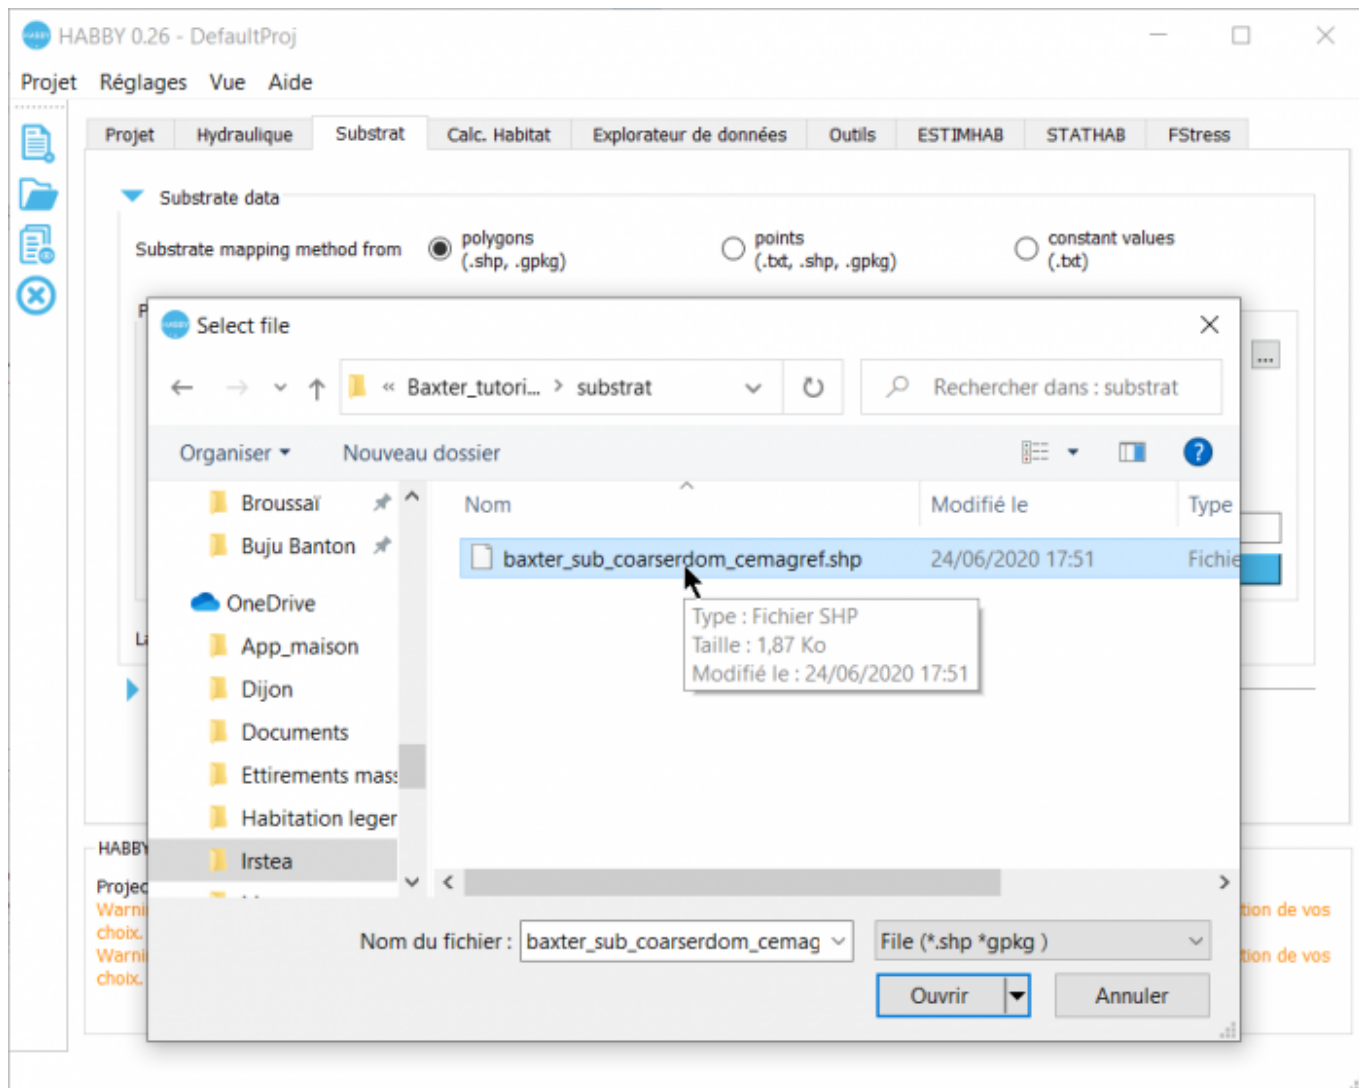 HABBY 0.26 - DefaultProj
Projet Réglages Vue Aide
Projet Hydraulique Substrat Calc. Habitat Explorateur de données Outils ESTIMHAB STATHAB FStress
Substrate data
Substrate mapping method from
polygons
(.shp, .gpkg)
points
(.txt, .shp, .gpkg)
constant values
(.txt)
P
Select file
...
« Baxter_tutori... > substrat
Rechercher dans : substrat
Organiser Nouveau dossier
?
Nom Modifié le Type
Broussaï
Buju Banton
baxter_sub_coarserdom_cemagref.shp 24/06/2020 17:51 Fichie
Type : Fichier SHP
Taille : 1,87 Ko
Modifié le : 24/06/2020 17:51
OneDrive
App_maison
Dijon
Documents
Ettirements mass
Habitation leger
Irstea
La
HABBY
Projec
Warni
choix.
Warni
choix.
tion de vos
tion de vos
Nom du fichier : baxter_sub_coarserdom_cemag File (*.shp *gpkg )
Ouvrir Annuler